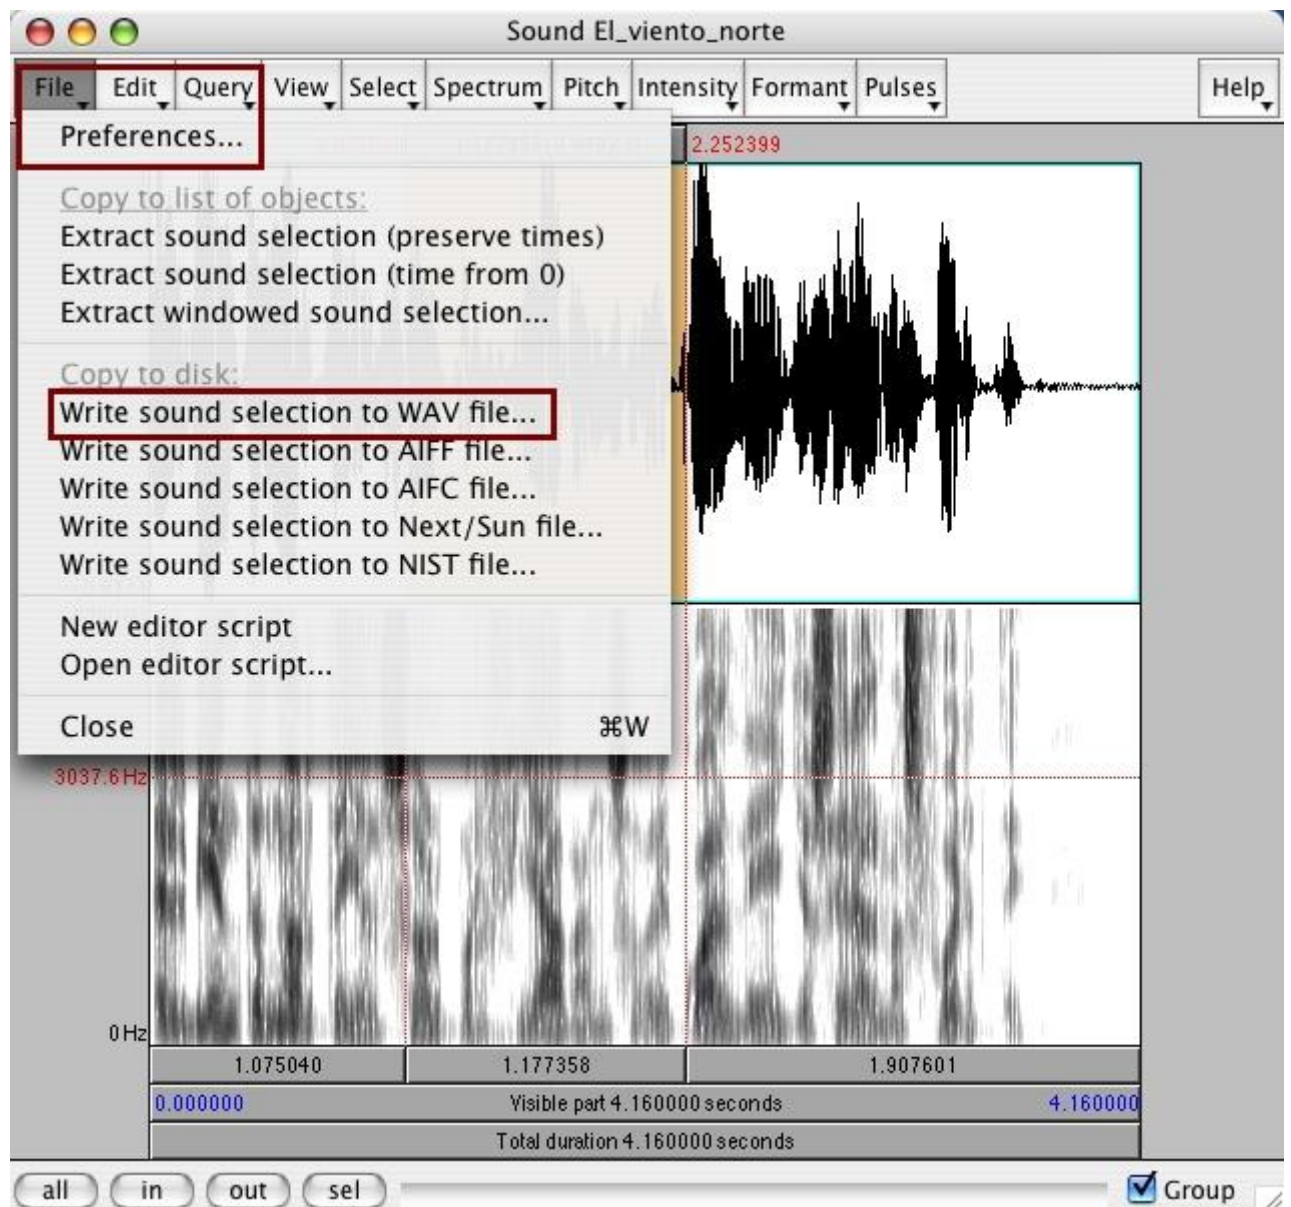 Sound El_viento_norte
File Edit Query View Select Spectrum Pitch Intensity Formant Pulses Help
Preferences...
2.252399
Copy to list of objects:
Extract sound selection (preserve times)
Extract sound selection (time from 0)
Extract windowed sound selection...
Copy to disk:
Write sound selection to WAV file...
Write sound selection to AIFF file...
Write sound selection to AIFC file...
Write sound selection to Next/Sun file...
Write sound selection to NIST file...
New editor script
Open editor script...
Close ⌘W
3037.6 Hz
0 Hz
1.075040 1.177358 1.907601
0.000000 Visible part 4.160000 seconds 4.160000
Total duration 4.160000 seconds
all in out sel Group